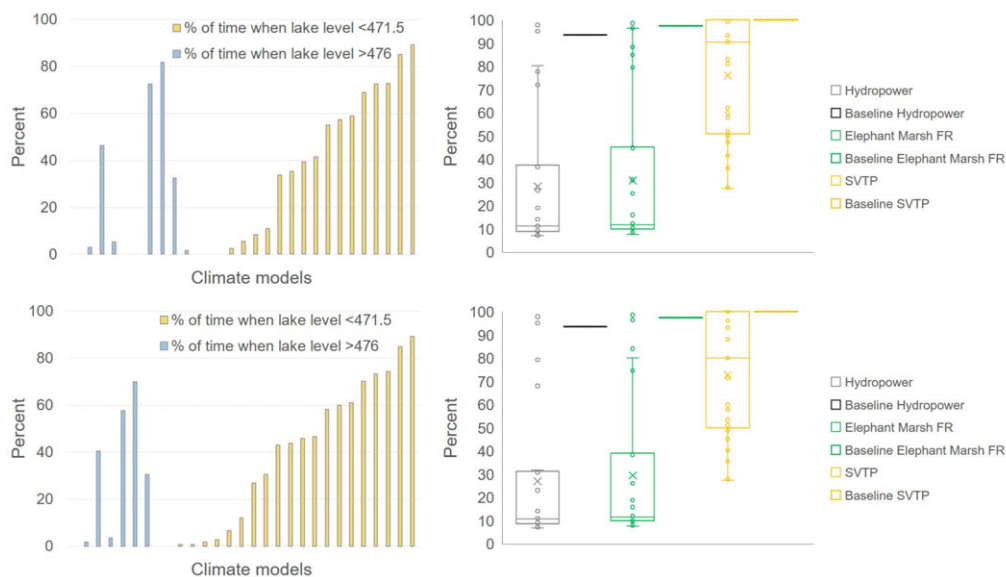 100
80
60
40
20
0
Percent
% of time when lake level <471.5
% of time when lake level >476
Climate models
100
90
80
70
60
50
40
30
20
10
0
Percent
Hydropower
Baseline Hydropower
Elephant Marsh FR
Baseline Elephant Marsh FR
SVTP
Baseline SVTP
100
80
60
40
20
0
Percent
% of time when lake level <471.5
% of time when lake level >476
Climate models
100
90
80
70
60
50
40
30
20
10
0
Percent
Hydropower
Baseline Hydropower
Elephant Marsh FR
Baseline Elephant Marsh FR
SVTP
Baseline SVTP